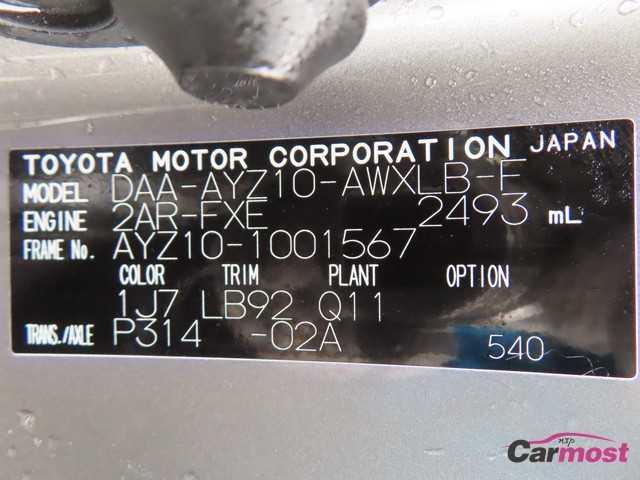 TOYOTA MOTOR CORPORATION JAPAN
MODEL DAA-AYZ10-AWXLB-F
ENGINE 2AR-FXE 2493 mL
FRAME No. AYZ10-1001567
COLOR TRIM PLANT OPTION
1J7 LB92 Q11
TRANS./AXLE P314 -02A 540
nxp
Carmost